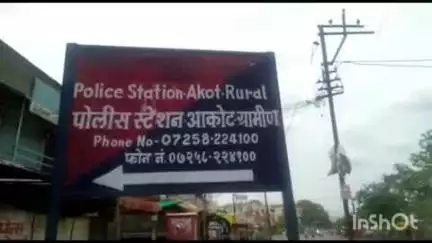 Police Station-Akot-Rural
पोलीस स्टेशन आकोट ग्रामीण
Phone No-07258-224100
फोन नं. ०७२५८-२२४१००
InShOt